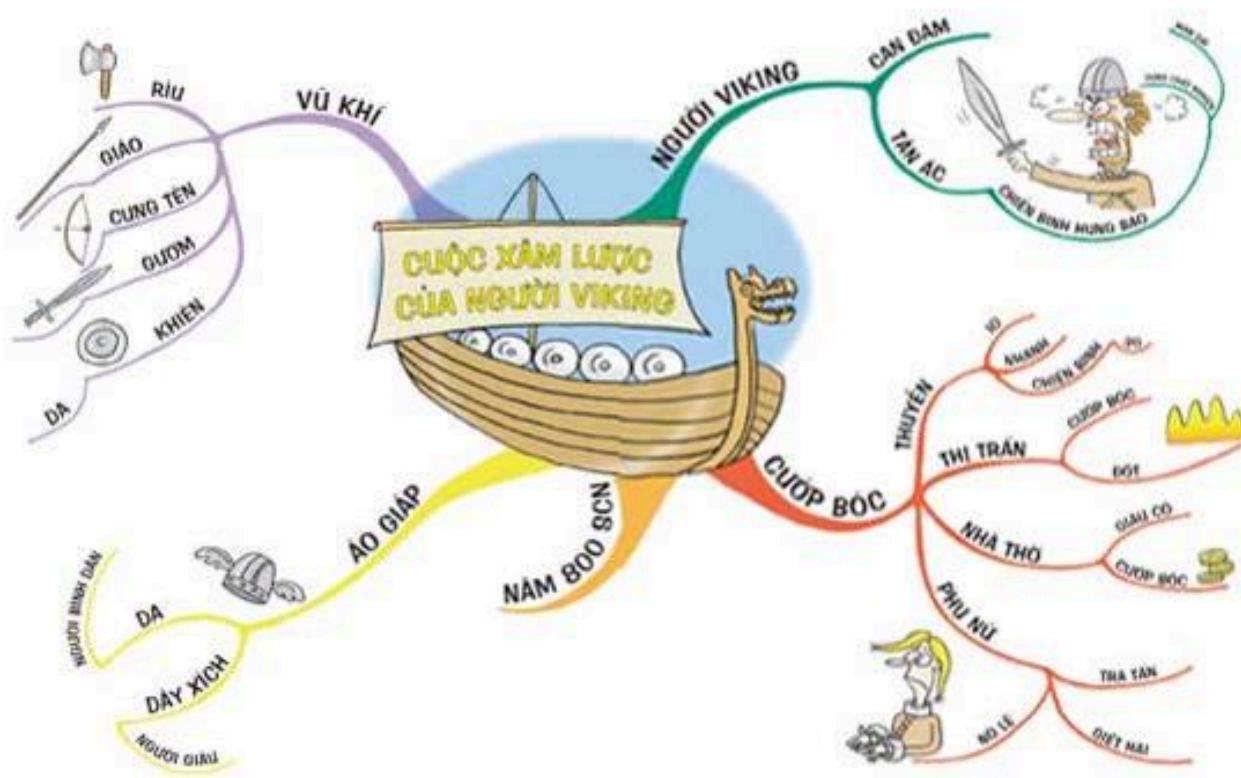 CUỘC XÂM LƯỢC
CỦA NGƯỜI VIKING
VŨ KHÍ
RÌU
GIÁO
CUNG TÊN
GƯƠM
KHIÊN
DA
NGƯỜI VIKING
CAN ĐẢM
TÀN ÁC
CHIẾN BINH HUNG BẠO
CƯỚP BÓC
THUYỀN
TO
MẠNH
CHIẾN BINH
THỊ TRẤN
CƯỚP BÓC
ĐỐT
NHÀ THỜ
GIÀU CÓ
CƯỚP BÓC
PHỤ NỮ
TRA TẤN
GIẾT HẠI
NÔ LỆ
NĂM 800 SCN
ÁO GIÁP
DA
NGƯỜI BÌNH DÂN
DÂY XÍCH
NGƯỜI GIÀU